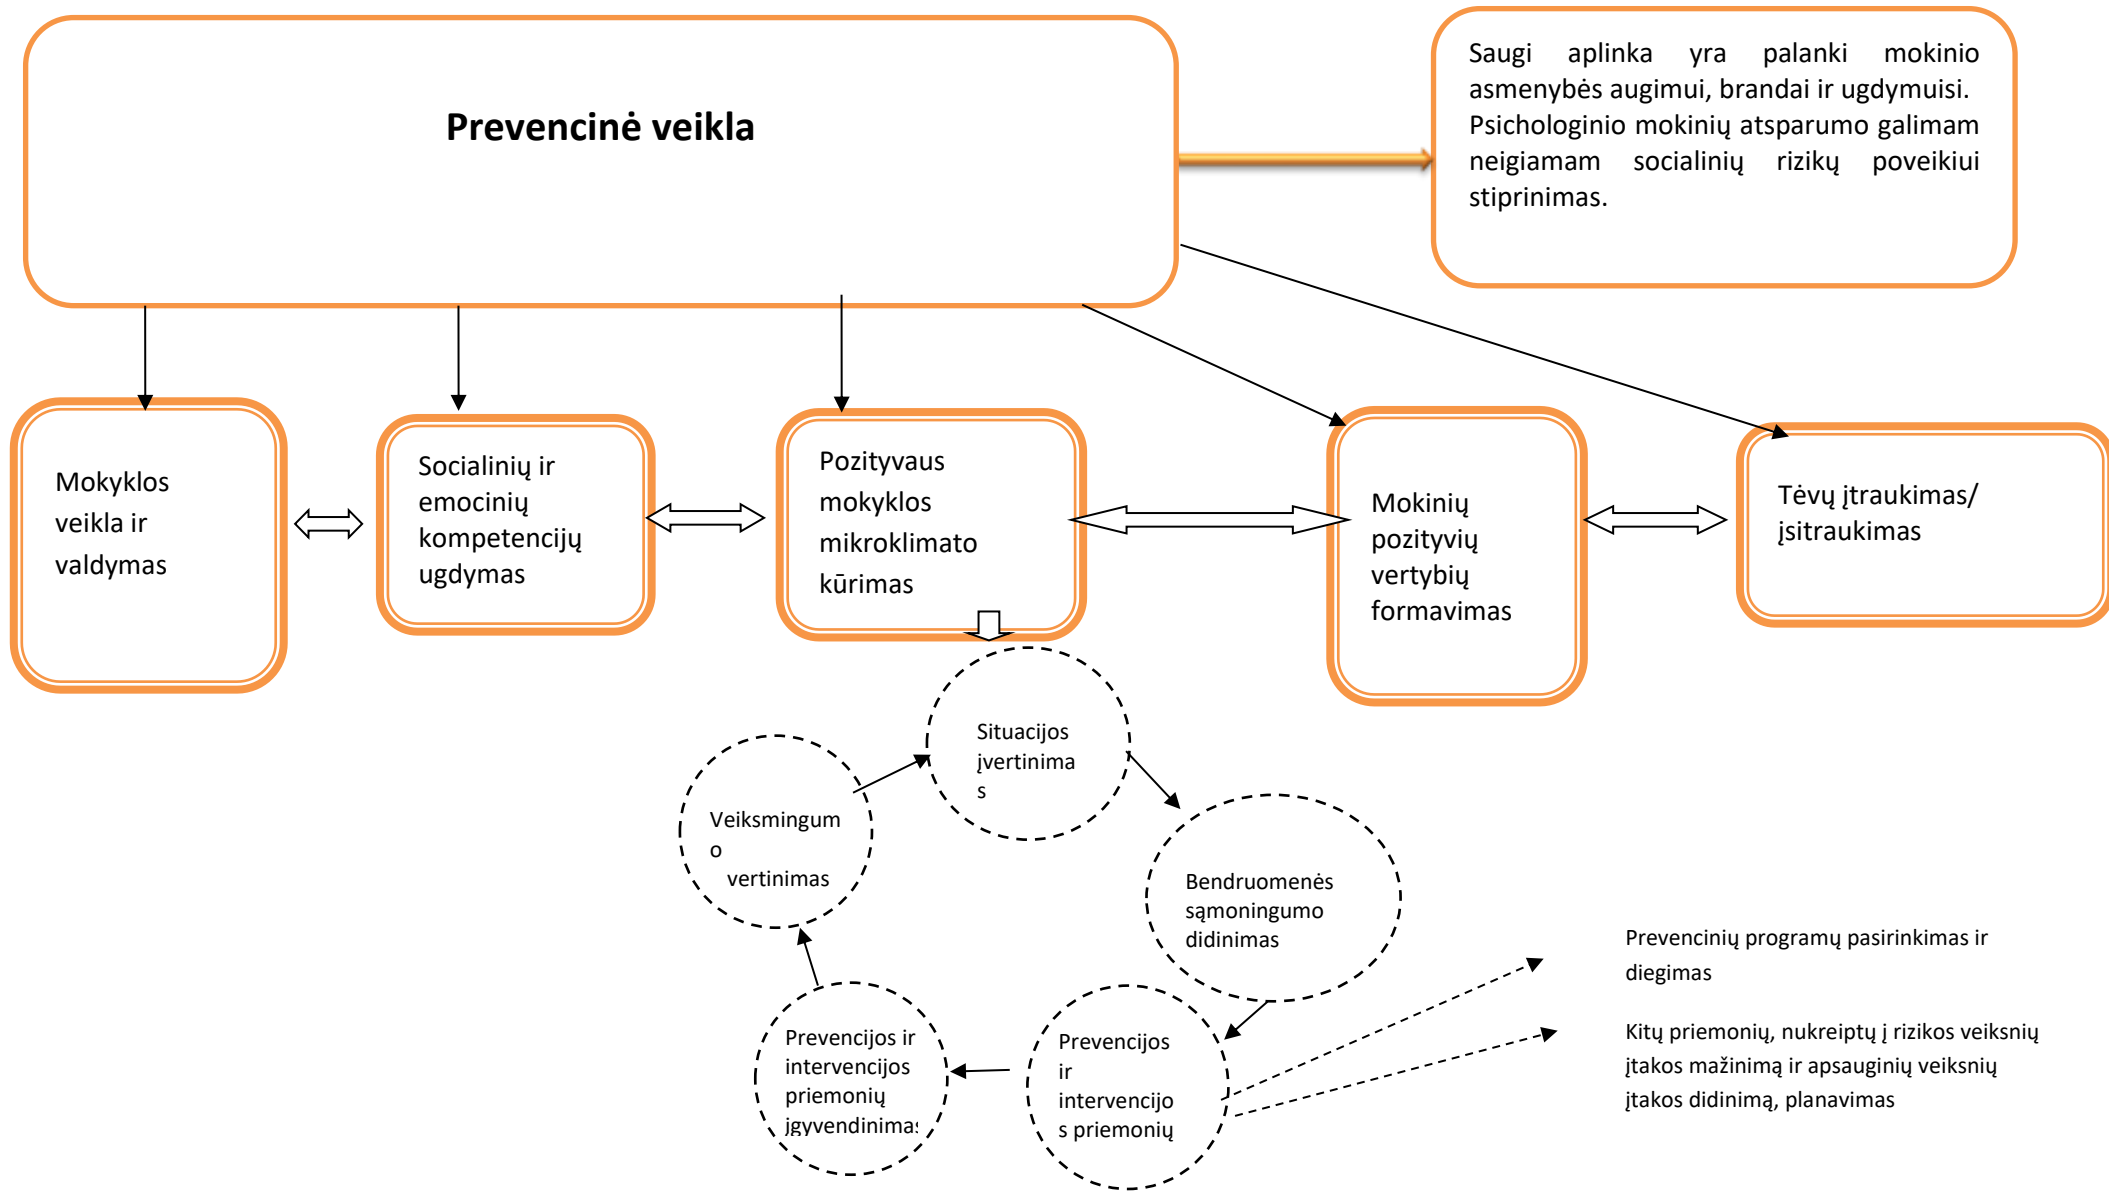 Prevencinė veikla
Saugi aplinka yra palanki mokinio
asmenybės augimui, brandai ir ugdymuisi.
Psichologinio mokinių atsparumo galimam
neigiamam socialinių rizikų poveikiui
stiprinimas.
Mokyklos
veikla ir
valdymas
Socialinių ir
emocinių
kompetencijų
ugdymas
Pozityvaus
mokyklos
mikroklimato
kūrimas
Mokinių
pozityvių
vertybių
formavimas
Tėvų įtraukimas/
įsitraukimas
Situacijos
įvertinima
s
Veiksmingum
o
vertinimas
Bendruomenės
sąmoningumo
didinimas
Prevencijos ir
intervencijos
priemonių
įgyvendinimas
Prevencijos
ir
intervencijo
s priemonių
Prevencinių programų pasirinkimas ir
diegimas
Kitų priemonių, nukreiptų į rizikos veiksnių
įtakos mažinimą ir apsauginių veiksnių
įtakos didinimą, planavimas